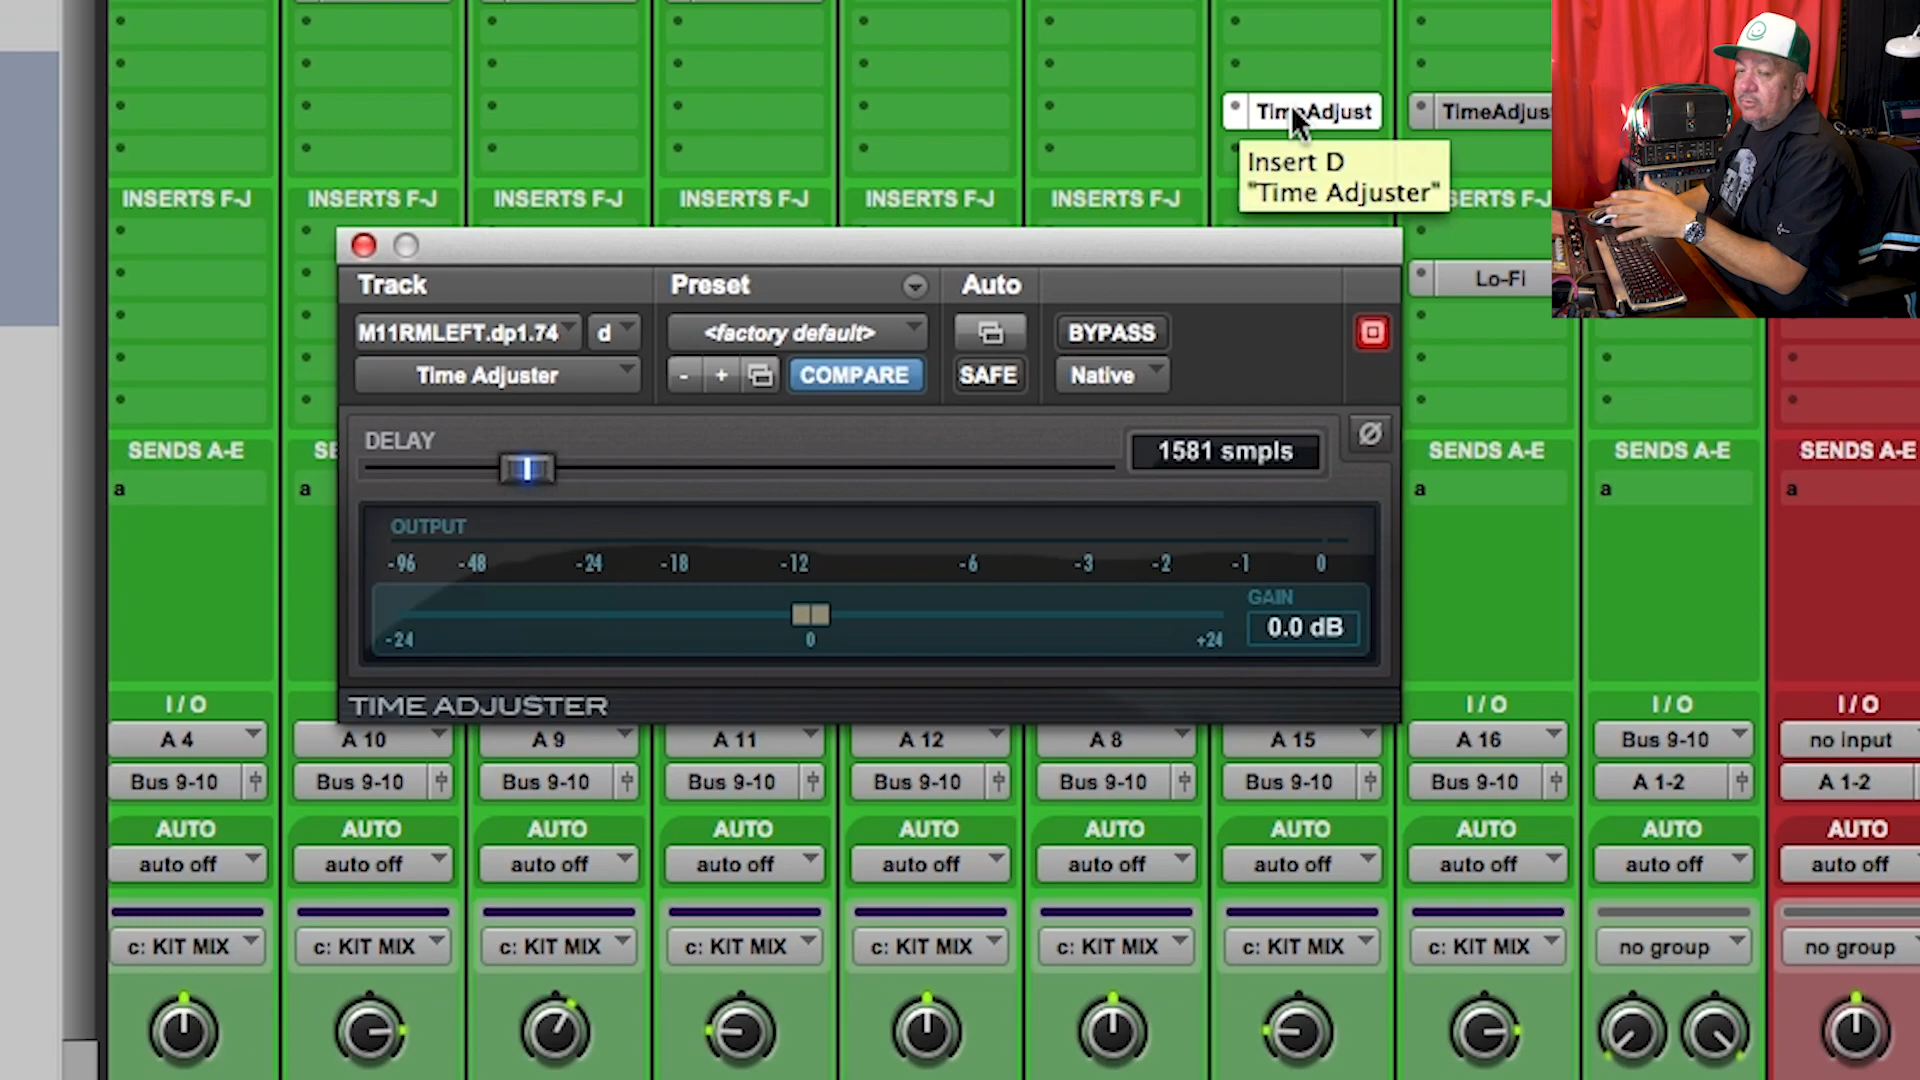 TimeAdjust
TimeAdjus
Insert D
"Time Adjuster"
INSERTS F-J
INSERTS F-J
INSERTS F-J
INSERTS F-J
INSERTS F-J
INSERTS F-J
SERTS F-J
Track
Preset
Auto
M11RMLEFT.dp1.74
d
<factory default>
BYPASS
Time Adjuster
-
+
COMPARE
SAFE
Native
Lo-Fi
DELAY
1581 smpls
Ø
OUTPUT
-96 -48 -24 -18 -12 -6 -3 -2 -1 0
GAIN
0.0 dB
-24 0 +24
TIME ADJUSTER
SENDS A-E
SE
SENDS A-E
SENDS A-E
SENDS A-E
a
a
a
a
a
I / O
I / O
I / O
I / O
A 4
A 10
A 9
A 11
A 12
A 8
A 15
A 16
Bus 9-10
no input
Bus 9-10
Bus 9-10
Bus 9-10
Bus 9-10
Bus 9-10
Bus 9-10
Bus 9-10
Bus 9-10
A 1-2
A 1-2
AUTO
AUTO
AUTO
AUTO
AUTO
AUTO
AUTO
AUTO
AUTO
AUTO
auto off
auto off
auto off
auto off
auto off
auto off
auto off
auto off
auto off
auto off
c: KIT MIX
c: KIT MIX
c: KIT MIX
c: KIT MIX
c: KIT MIX
c: KIT MIX
c: KIT MIX
c: KIT MIX
no group
no group